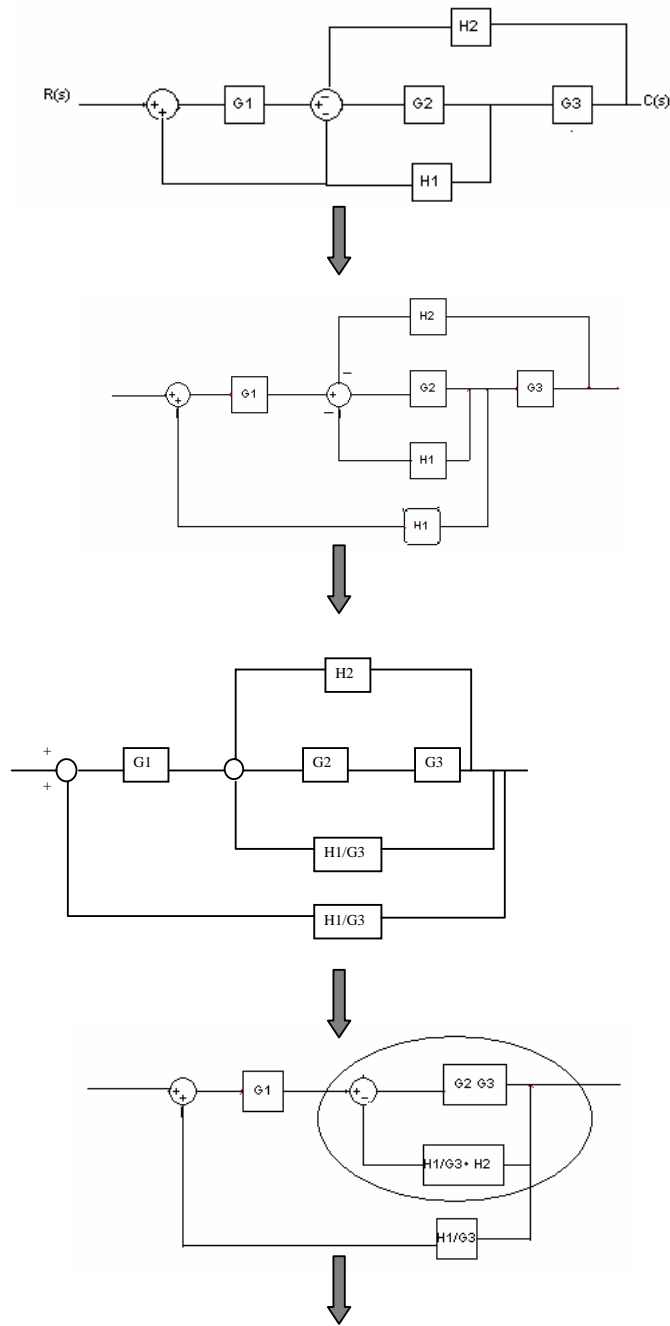 H2
R(s) + + G1 + − − G2 G3 C(s)
H1
H2
+ + G1 + − − G2 G3
H1
H1
H2
+ + G1 G2 G3
H1/G3
H1/G3
+ + G1 + − G2 G3
H1/G3+ H2
H1/G3